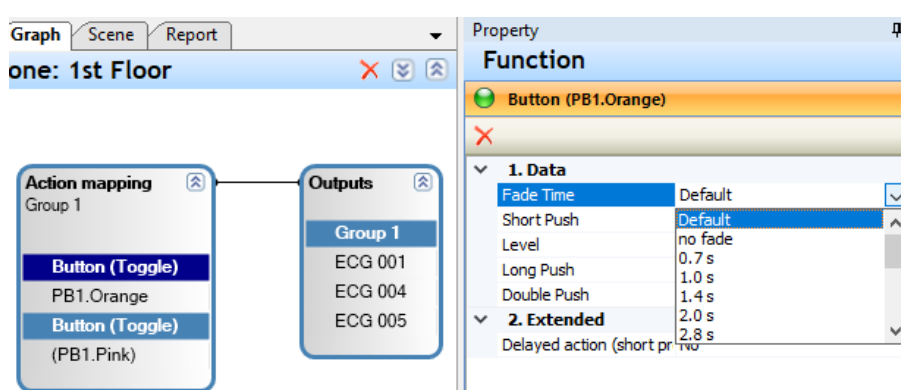 Graph
Scene
Report
one: 1st Floor
Action mapping
Group 1
Button (Toggle)
PB1.Orange
Button (Toggle)
(PB1.Pink)
Outputs
Group 1
ECG 001
ECG 004
ECG 005
Property
Function
Button (PB1.Orange)
1. Data
Fade Time Default
Short Push
Level
Long Push
Double Push
Default
no fade
0.7 s
1.0 s
1.4 s
2.0 s
2.8 s
2. Extended
Delayed action (short pr